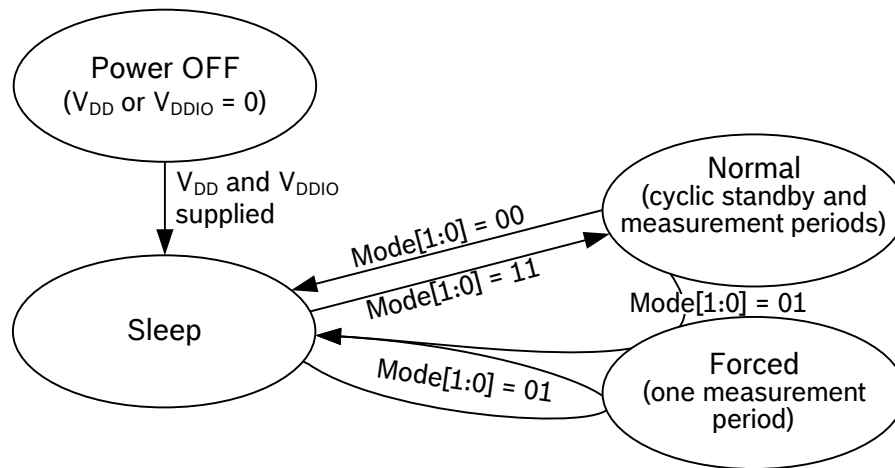 Power OFF
(VDD or VDDIO = 0)
VDD and VDDIO
supplied
Normal
(cyclic standby and
measurement periods)
Mode[1:0] = 00
Mode[1:0] = 11
Mode[1:0] = 01
Sleep
Mode[1:0] = 01
Forced
(one measurement
period)